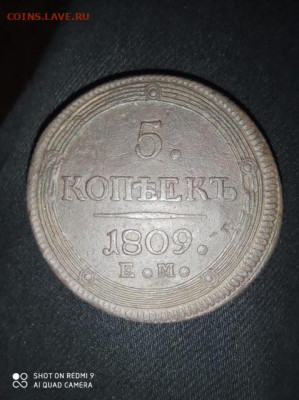 COINS.LAVE.RU
5.
КОПѢЕКЪ
1809.
Е.М.
SHOT ON REDMI 9
AI QUAD CAMERA